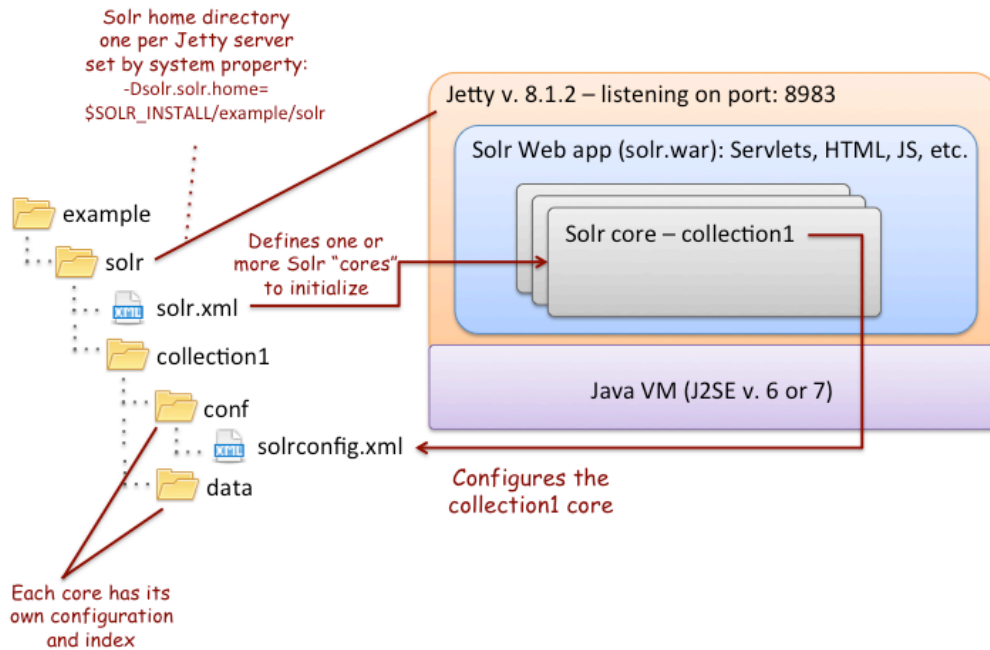 Solr home directory
one per Jetty server
set by system property:
-Dsolr.solr.home=
$SOLR_INSTALL/example/solr
Jetty v. 8.1.2 – listening on port: 8983
Solr Web app (solr.war): Servlets, HTML, JS, etc.
Solr core – collection1
Java VM (J2SE v. 6 or 7)
example
solr
Defines one or
more Solr “cores”
to initialize
XML
solr.xml
collection1
conf
XML
solrconfig.xml
data
Configures the
collection1 core
Each core has its
own configuration
and index